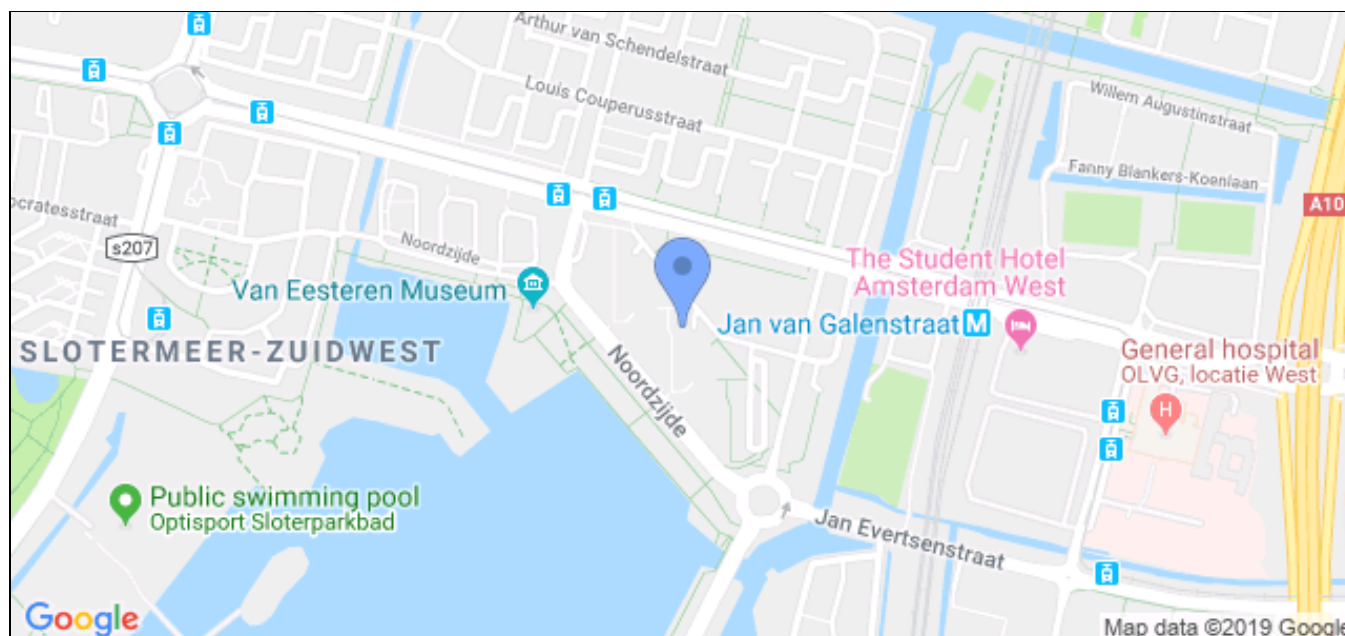 Arthur van Schendelstraat
Louis Couperusstraat
Willem Augustinstraat
Fanny Blankers-Koenlaan
A10
ocratesstraat
s207
Noordzijde
Van Eesteren Museum
The Student Hotel
Amsterdam West
Jan van Galenstraat
M
SLOTERMEER-ZUIDWEST
Noordzijde
General hospital
OLVG, locatie West
H
Public swimming pool
Optisport Sloterparkbad
Jan Evertsenstraat
Google
Map data ©2019 Google